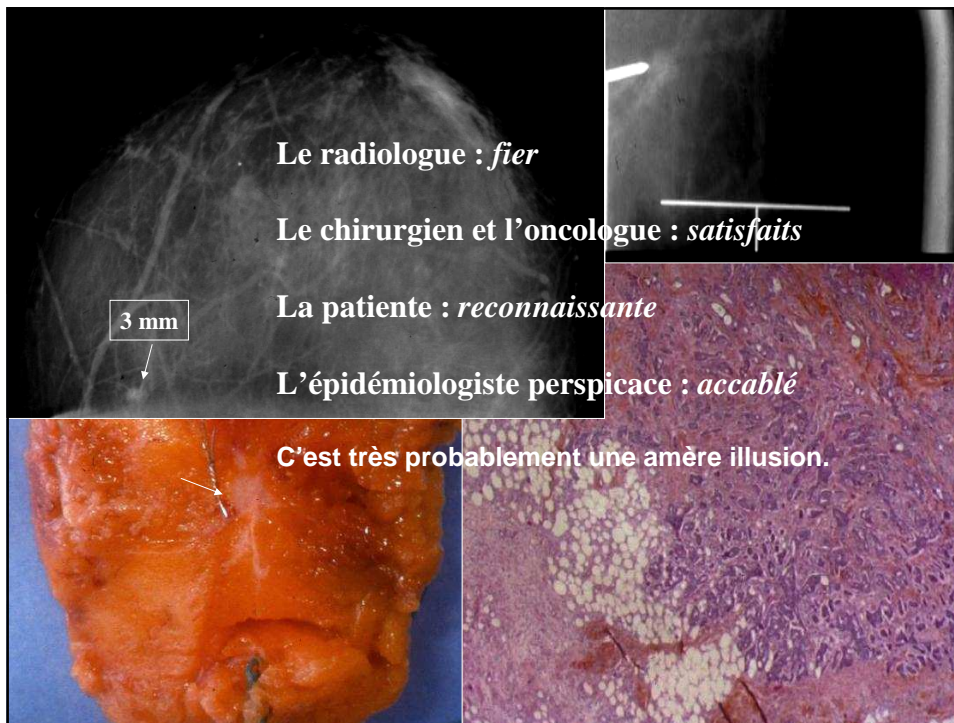 Le radiologue : fier
Le chirurgien et l’oncologue : satisfaits
3 mm
La patiente : reconnaissante
L’épidémiologiste perspicace : accablé
C’est très probablement une amère illusion.